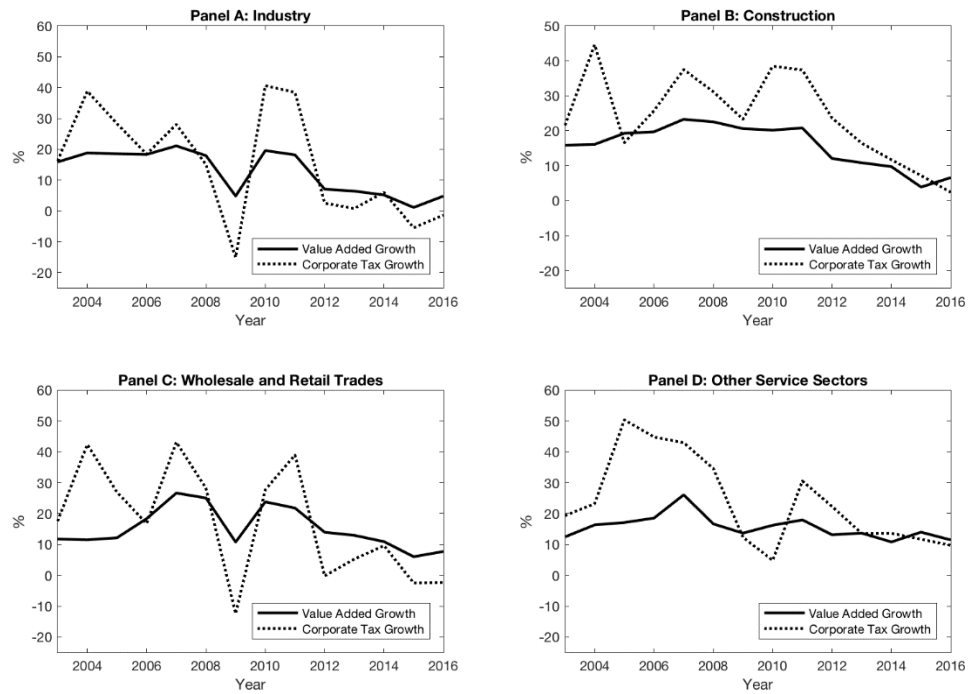 Panel A: Industry
60
50
40
30
20
10
0
-10
-20
%
Value Added Growth
Corporate Tax Growth
2004 2006 2008 2010 2012 2014 2016
Year
Panel B: Construction
50
40
30
20
10
0
-10
-20
%
Value Added Growth
Corporate Tax Growth
2004 2006 2008 2010 2012 2014 2016
Year
Panel C: Wholesale and Retail Trades
60
50
40
30
20
10
0
-10
-20
%
Value Added Growth
Corporate Tax Growth
2004 2006 2008 2010 2012 2014 2016
Year
Panel D: Other Service Sectors
60
50
40
30
20
10
0
-10
-20
%
Value Added Growth
Corporate Tax Growth
2004 2006 2008 2010 2012 2014 2016
Year